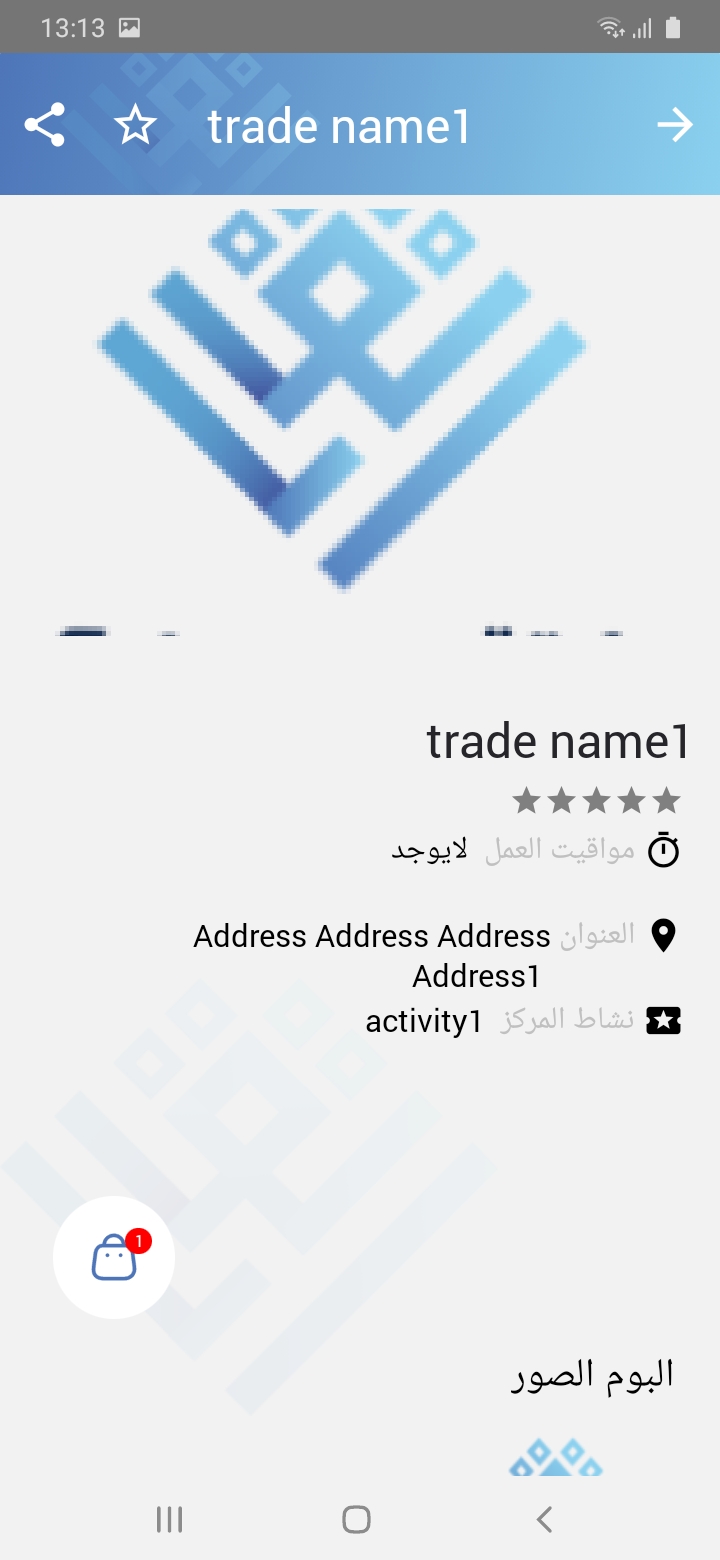 13:13
trade name1
trade name1
مواقيت العمل لايوجد
العنوان Address Address Address
Address1
نشاط المركز activity1
1
البوم الصور